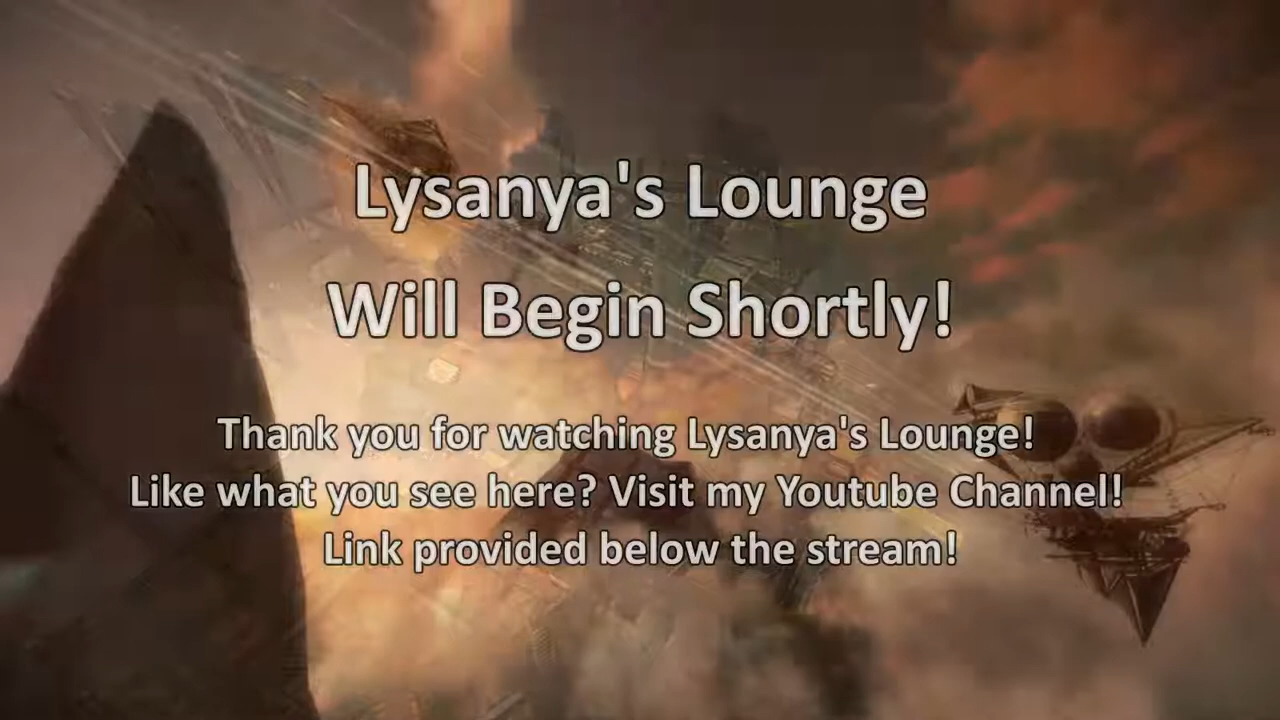 Lysanya's Lounge
Will Begin Shortly!
Thank you for watching Lysanya's Lounge!
Like what you see here? Visit my Youtube Channel!
Link provided below the stream!